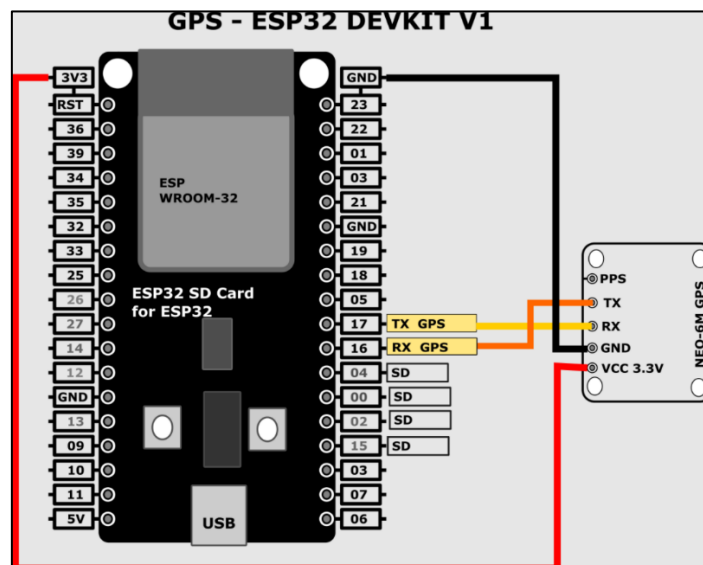 GPS - ESP32 DEVKIT V1
3V3
RST
36
39
34
35
32
33
25
26
27
14
12
GND
13
09
10
11
5V
ESP
WROOM-32
ESP32 SD Card
for ESP32
USB
GND
23
22
01
03
21
GND
19
18
05
17 TX GPS
16 RX GPS
04 SD
00 SD
02 SD
15 SD
03
07
06
PPS
TX
RX
GND
VCC 3.3V
NEO-6M GPS